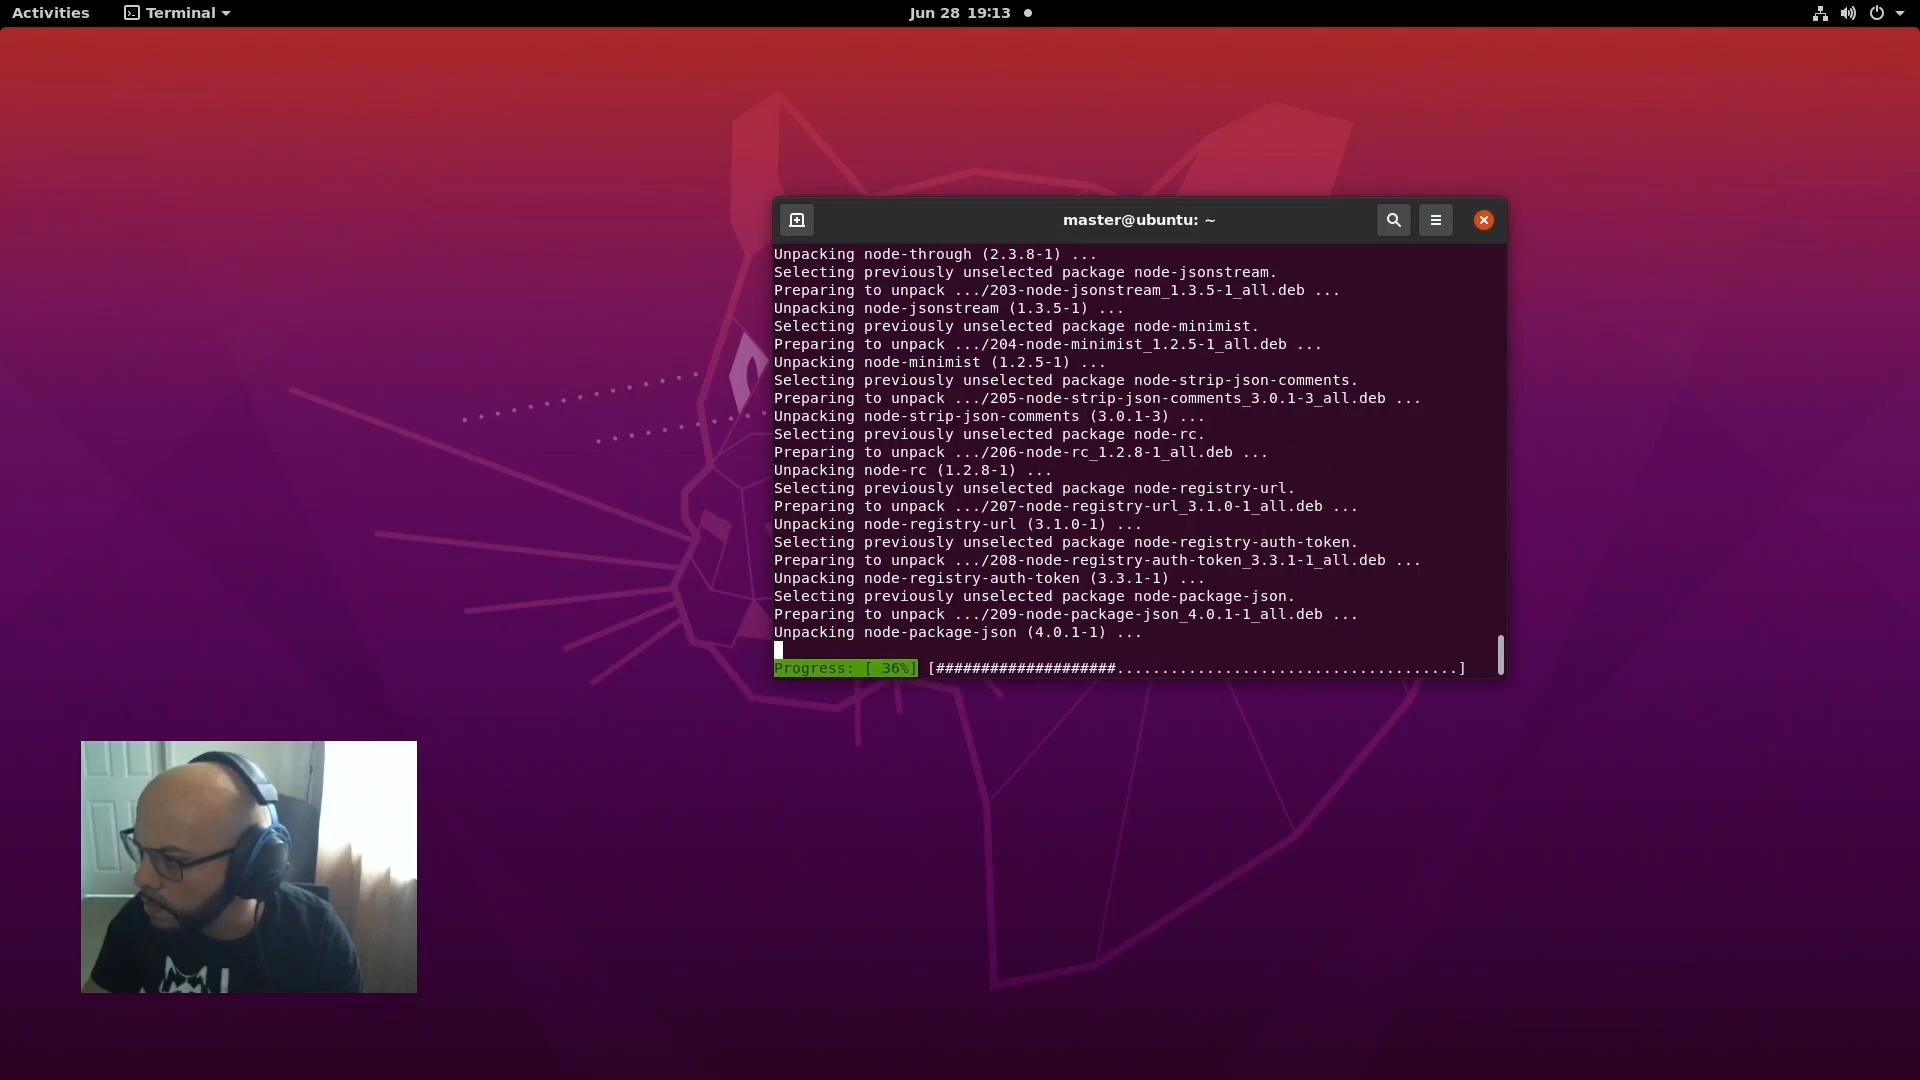 Activities
Terminal
Jun 28 19:13
master@ubuntu: ~
Unpacking node-through (2.3.8-1) ...
Selecting previously unselected package node-jsonstream.
Preparing to unpack .../203-node-jsonstream_1.3.5-1_all.deb ...
Unpacking node-jsonstream (1.3.5-1) ...
Selecting previously unselected package node-minimist.
Preparing to unpack .../204-node-minimist_1.2.5-1_all.deb ...
Unpacking node-minimist (1.2.5-1) ...
Selecting previously unselected package node-strip-json-comments.
Preparing to unpack .../205-node-strip-json-comments_3.0.1-3_all.deb ...
Unpacking node-strip-json-comments (3.0.1-3) ...
Selecting previously unselected package node-rc.
Preparing to unpack .../206-node-rc_1.2.8-1_all.deb ...
Unpacking node-rc (1.2.8-1) ...
Selecting previously unselected package node-registry-url.
Preparing to unpack .../207-node-registry-url_3.1.0-1_all.deb ...
Unpacking node-registry-url (3.1.0-1) ...
Selecting previously unselected package node-registry-auth-token.
Preparing to unpack .../208-node-registry-auth-token_3.3.1-1_all.deb ...
Unpacking node-registry-auth-token (3.3.1-1) ...
Selecting previously unselected package node-package-json.
Preparing to unpack .../209-node-package-json_4.0.1-1_all.deb ...
Unpacking node-package-json (4.0.1-1) ...
Progress: [ 36%] [####################......................................]